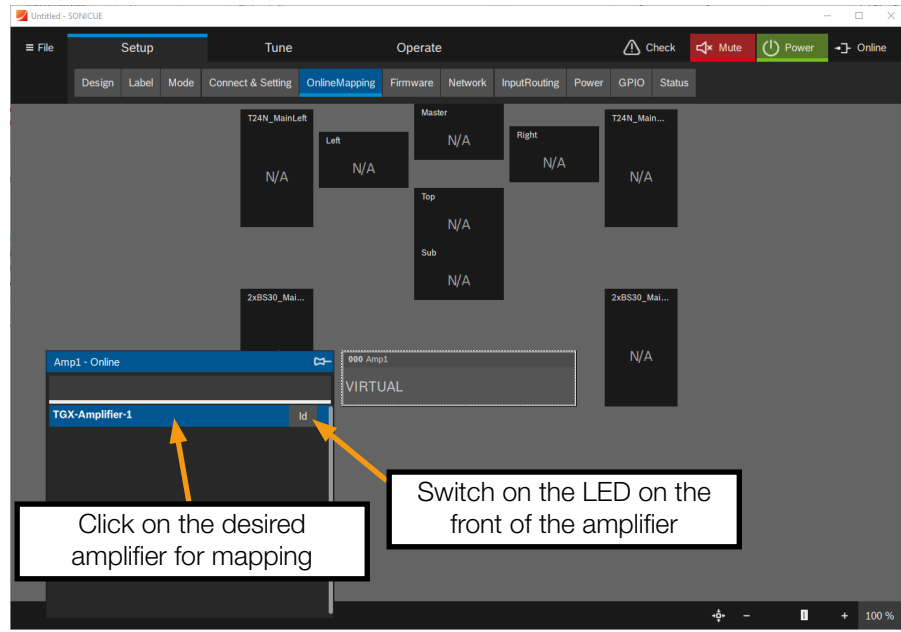 Untitled - SONICUE
≡ File
Setup
Tune
Operate
Check
Mute
Power
Online
Design Label Mode Connect & Setting OnlineMapping Firmware Network InputRouting Power GPIO Status
T24N_MainLeft
N/A
Left
N/A
Master
N/A
Right
N/A
T24N_Main...
N/A
Top
N/A
Sub
N/A
2xBS30_Mai...
2xBS30_Mai...
N/A
Amp1 - Online
000 Amp1
VIRTUAL
TGX-Amplifier-1
Id
Switch on the LED on the
front of the amplifier
Click on the desired
amplifier for mapping
100 %